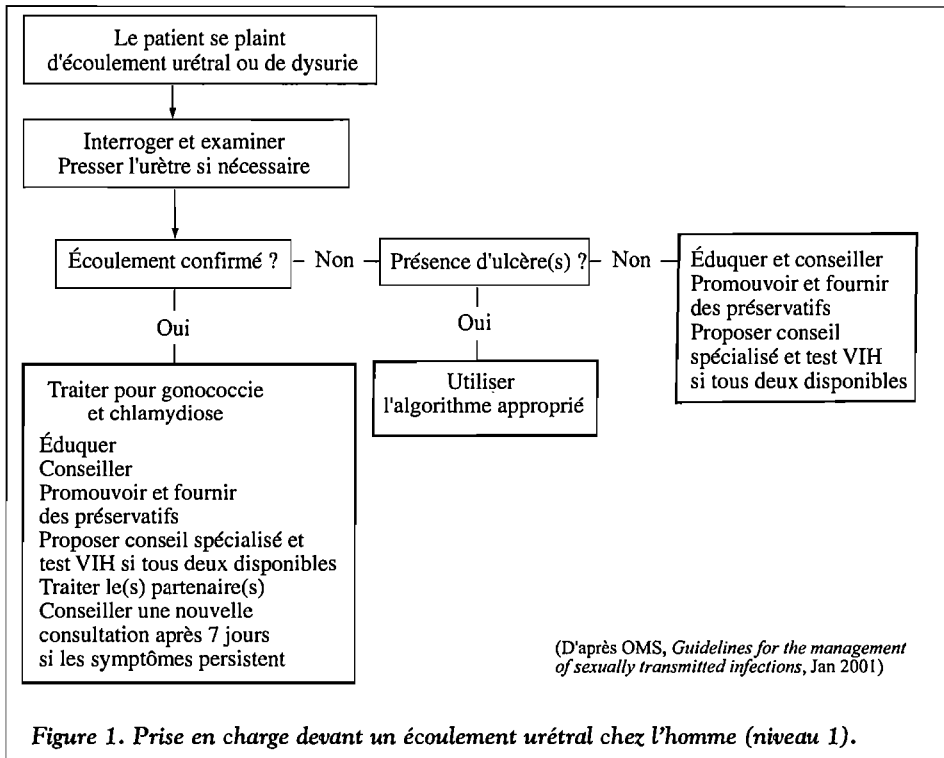 Le patient se plaint
d'écoulement urétral ou de dysurie
Interroger et examiner
Presser l'urètre si nécessaire
Écoulement confirmé ?
Non
Présence d'ulcère(s) ?
Non
Éduquer et conseiller
Promouvoir et fournir
des préservatifs
Proposer conseil
spécialisé et test VIH
si tous deux disponibles
Oui
Oui
Traiter pour gonococcie
et chlamydiose
Éduquer
Conseiller
Promouvoir et fournir
des préservatifs
Proposer conseil spécialisé et
test VIH si tous deux disponibles
Traiter le(s) partenaire(s)
Conseiller une nouvelle
consultation après 7 jours
si les symptômes persistent
Utiliser
l'algorithme approprié
(D'après OMS, Guidelines for the management
of sexually transmitted infections, Jan 2001)
Figure 1. Prise en charge devant un écoulement urétral chez l'homme (niveau 1).